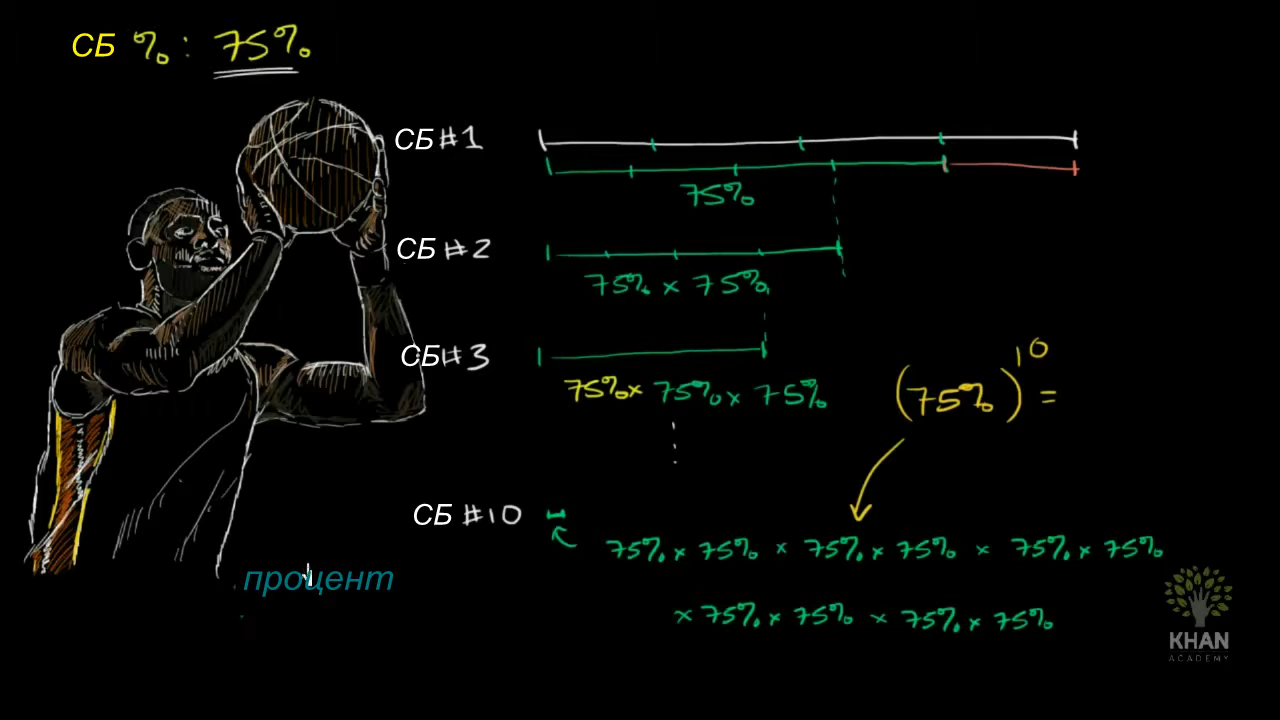 СБ %: 75%
СБ #1
75%
СБ #2
75% x 75%
СБ #3
75% x 75% x 75%
(75%)^10 =
СБ #10
75% x 75% x 75% x 75% x 75% x 75%
x 75% x 75% x 75% x 75%
процент
KHAN
ACADEMY